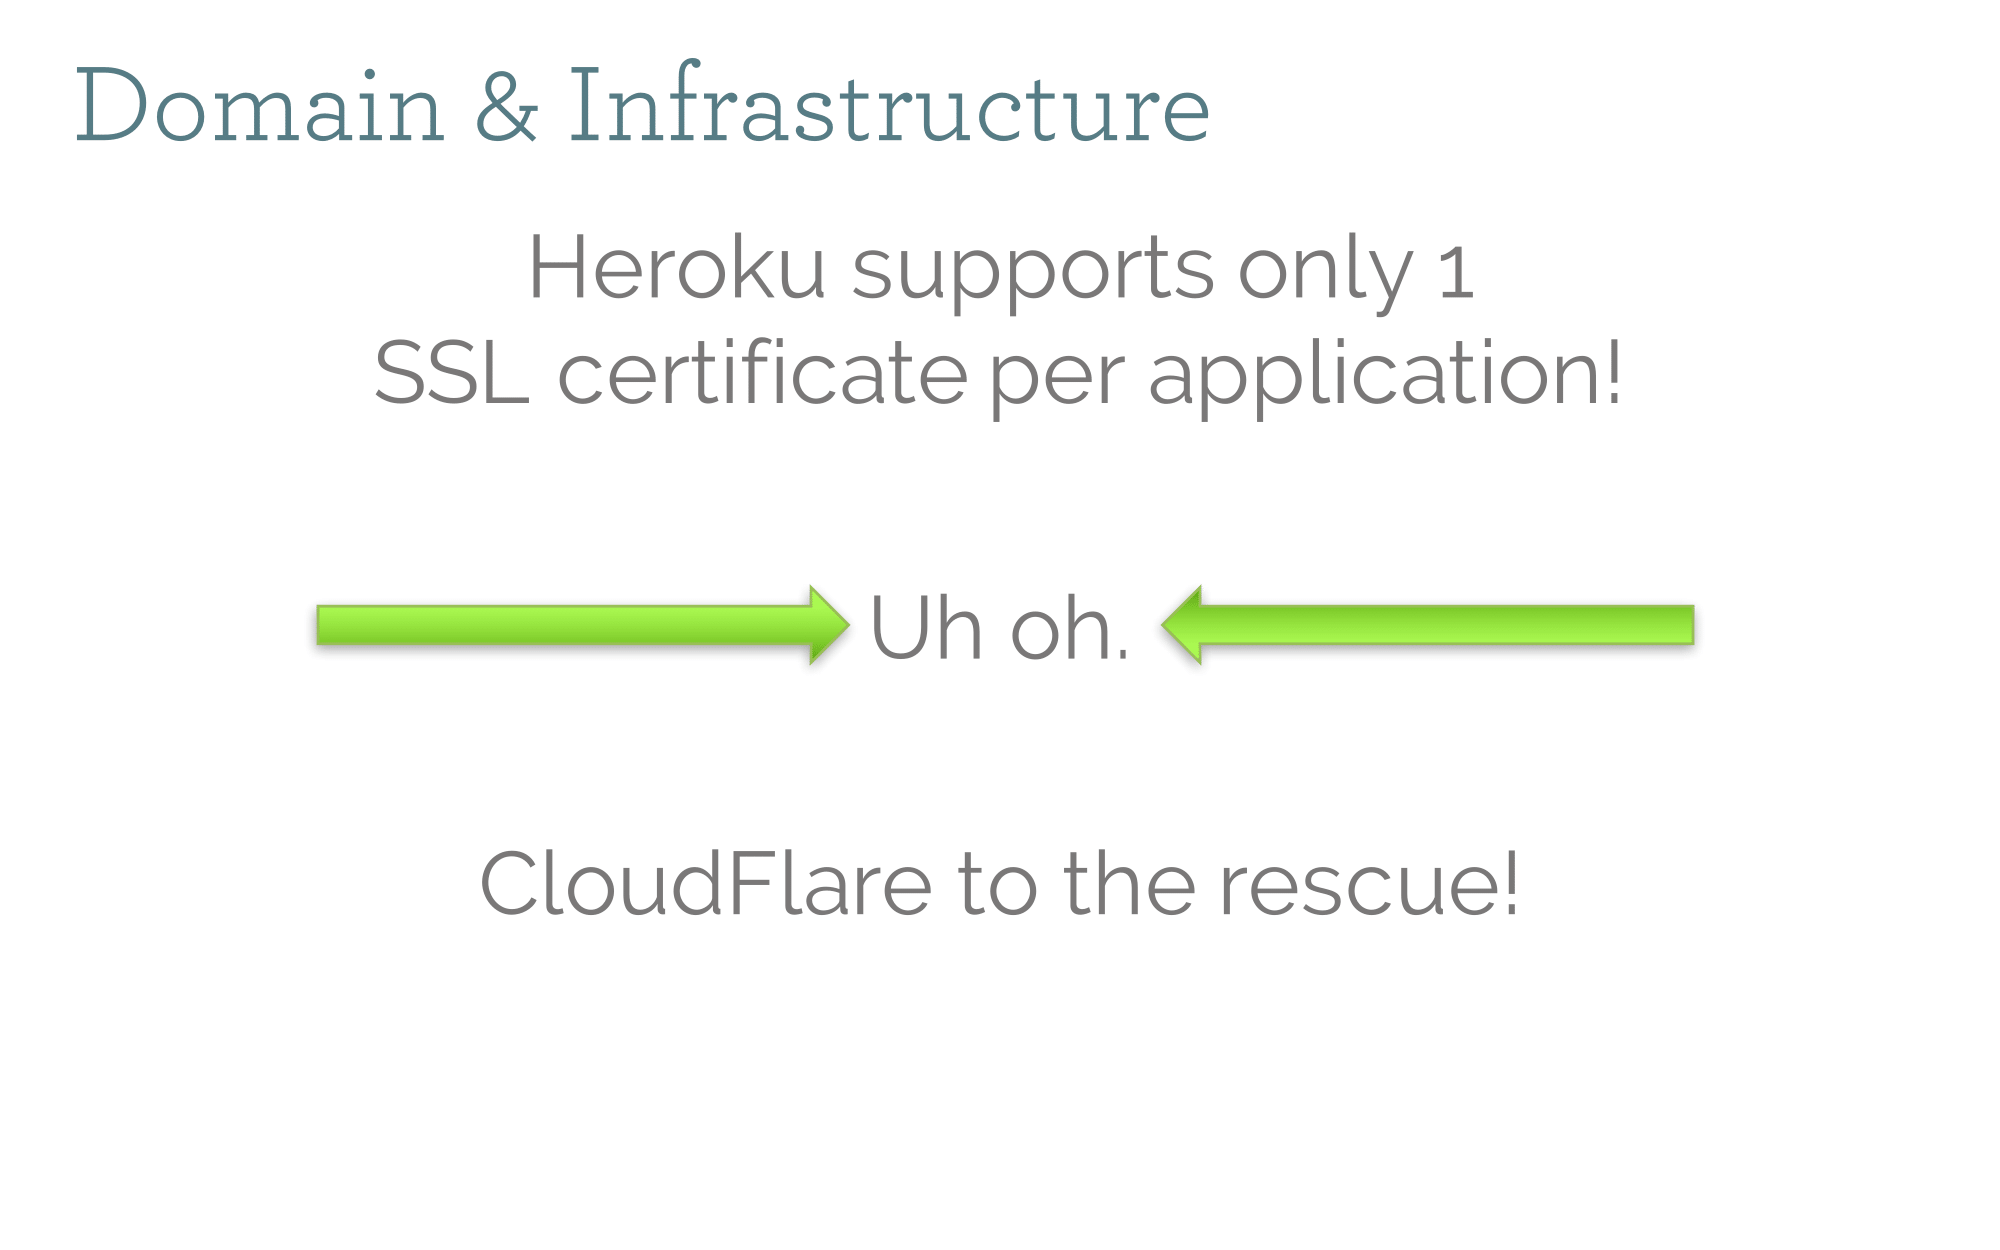 Domain & Infrastructure
Heroku supports only 1
SSL certificate per application!
Uh oh.
CloudFlare to the rescue!